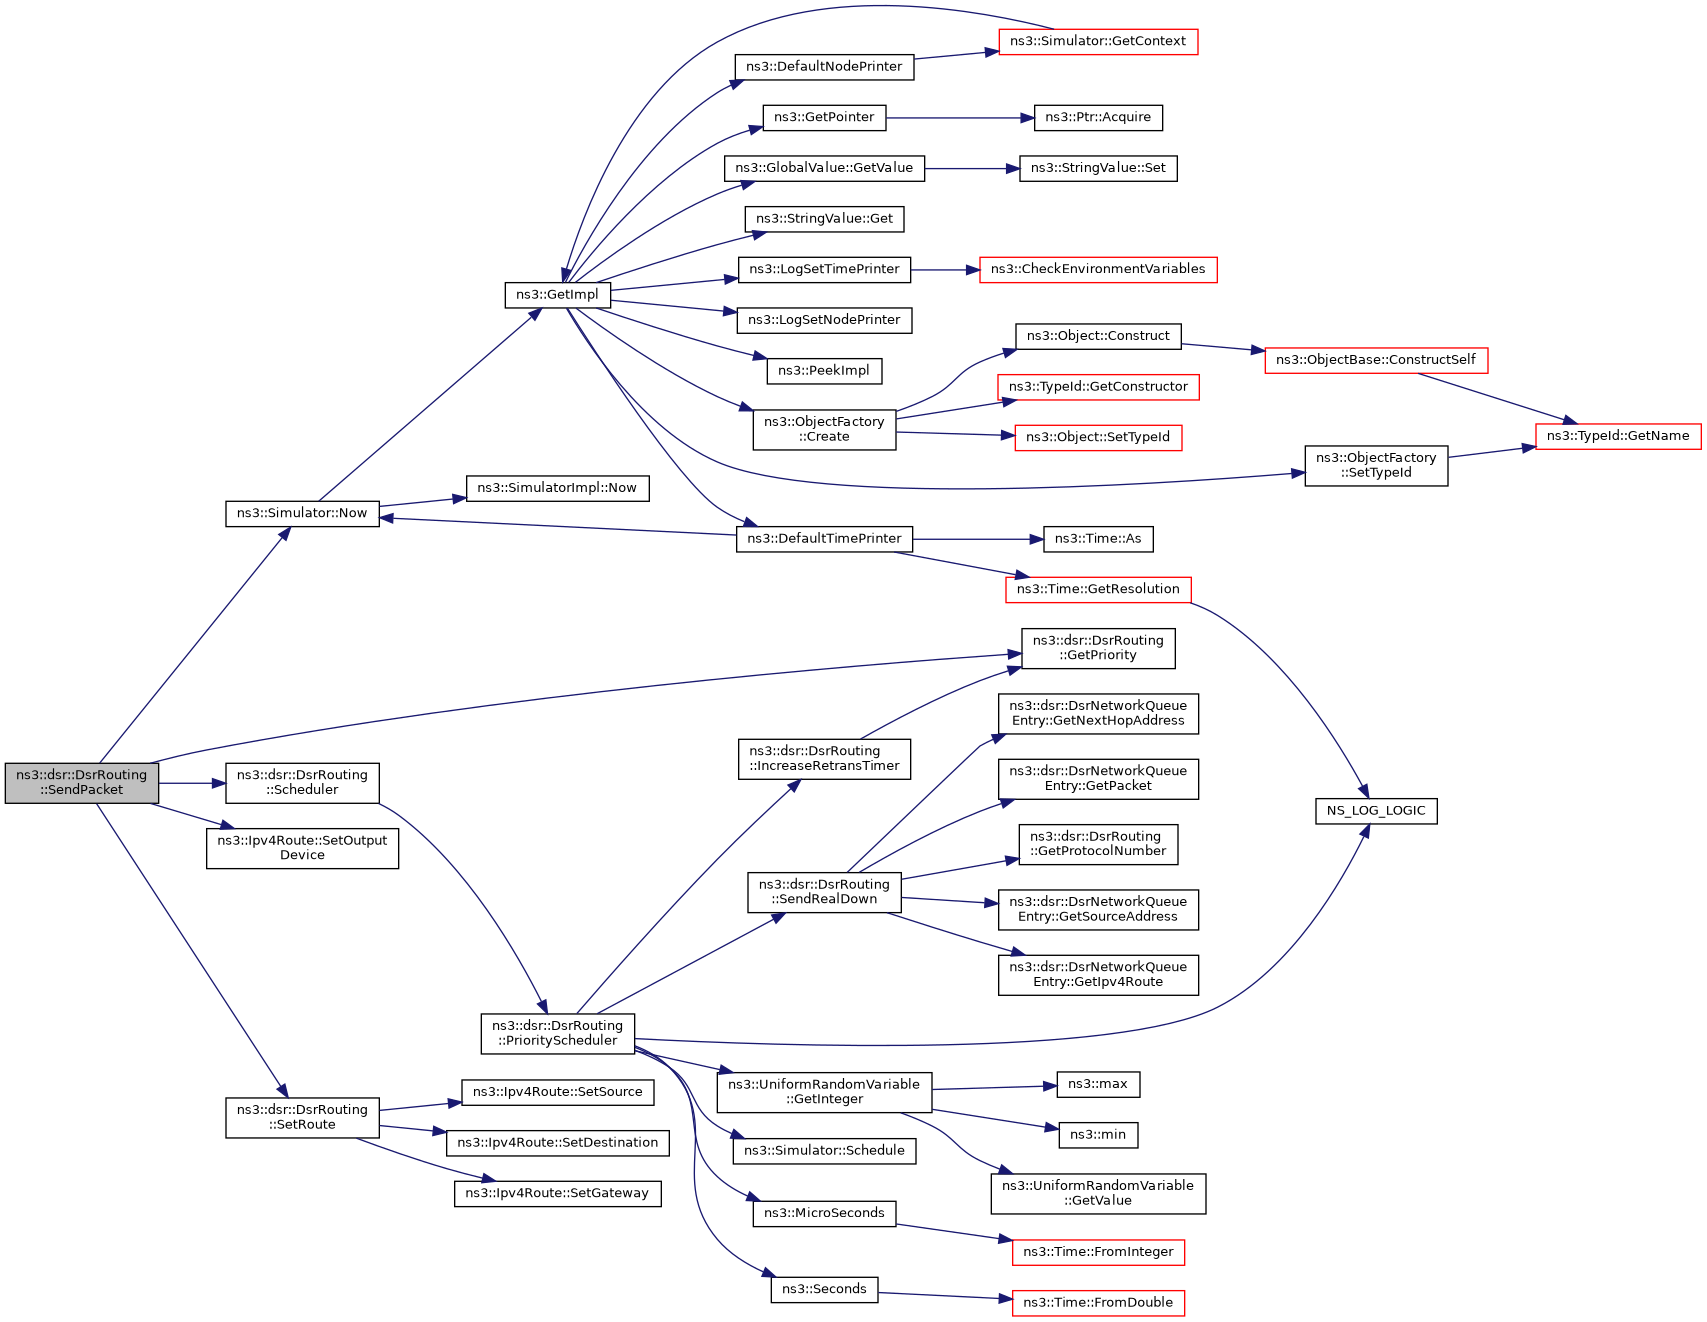 ns3::Simulator::GetContext
ns3::DefaultNodePrinter
ns3::GetPointer
ns3::Ptr::Acquire
ns3::GlobalValue::GetValue
ns3::StringValue::Set
ns3::StringValue::Get
ns3::LogSetTimePrinter
ns3::CheckEnvironmentVariables
ns3::GetImpl
ns3::LogSetNodePrinter
ns3::Object::Construct
ns3::ObjectBase::ConstructSelf
ns3::PeekImpl
ns3::TypeId::GetConstructor
ns3::ObjectFactory
::Create
ns3::Object::SetTypeId
ns3::TypeId::GetName
ns3::ObjectFactory
::SetTypeId
ns3::SimulatorImpl::Now
ns3::Simulator::Now
ns3::DefaultTimePrinter
ns3::Time::As
ns3::Time::GetResolution
ns3::dsr::DsrRouting
::GetPriority
ns3::dsr::DsrNetworkQueue
Entry::GetNextHopAddress
ns3::dsr::DsrRouting
::IncreaseRetransTimer
ns3::dsr::DsrRouting
::SendPacket
ns3::dsr::DsrRouting
::Scheduler
ns3::dsr::DsrNetworkQueue
Entry::GetPacket
NS_LOG_LOGIC
ns3::Ipv4Route::SetOutput
Device
ns3::dsr::DsrRouting
::GetProtocolNumber
ns3::dsr::DsrRouting
::SendRealDown
ns3::dsr::DsrNetworkQueue
Entry::GetSourceAddress
ns3::dsr::DsrNetworkQueue
Entry::GetIpv4Route
ns3::dsr::DsrRouting
::PriorityScheduler
ns3::UniformRandomVariable
::GetInteger
ns3::max
ns3::Ipv4Route::SetSource
ns3::dsr::DsrRouting
::SetRoute
ns3::min
ns3::Ipv4Route::SetDestination
ns3::Simulator::Schedule
ns3::Ipv4Route::SetGateway
ns3::UniformRandomVariable
::GetValue
ns3::MicroSeconds
ns3::Time::FromInteger
ns3::Seconds
ns3::Time::FromDouble